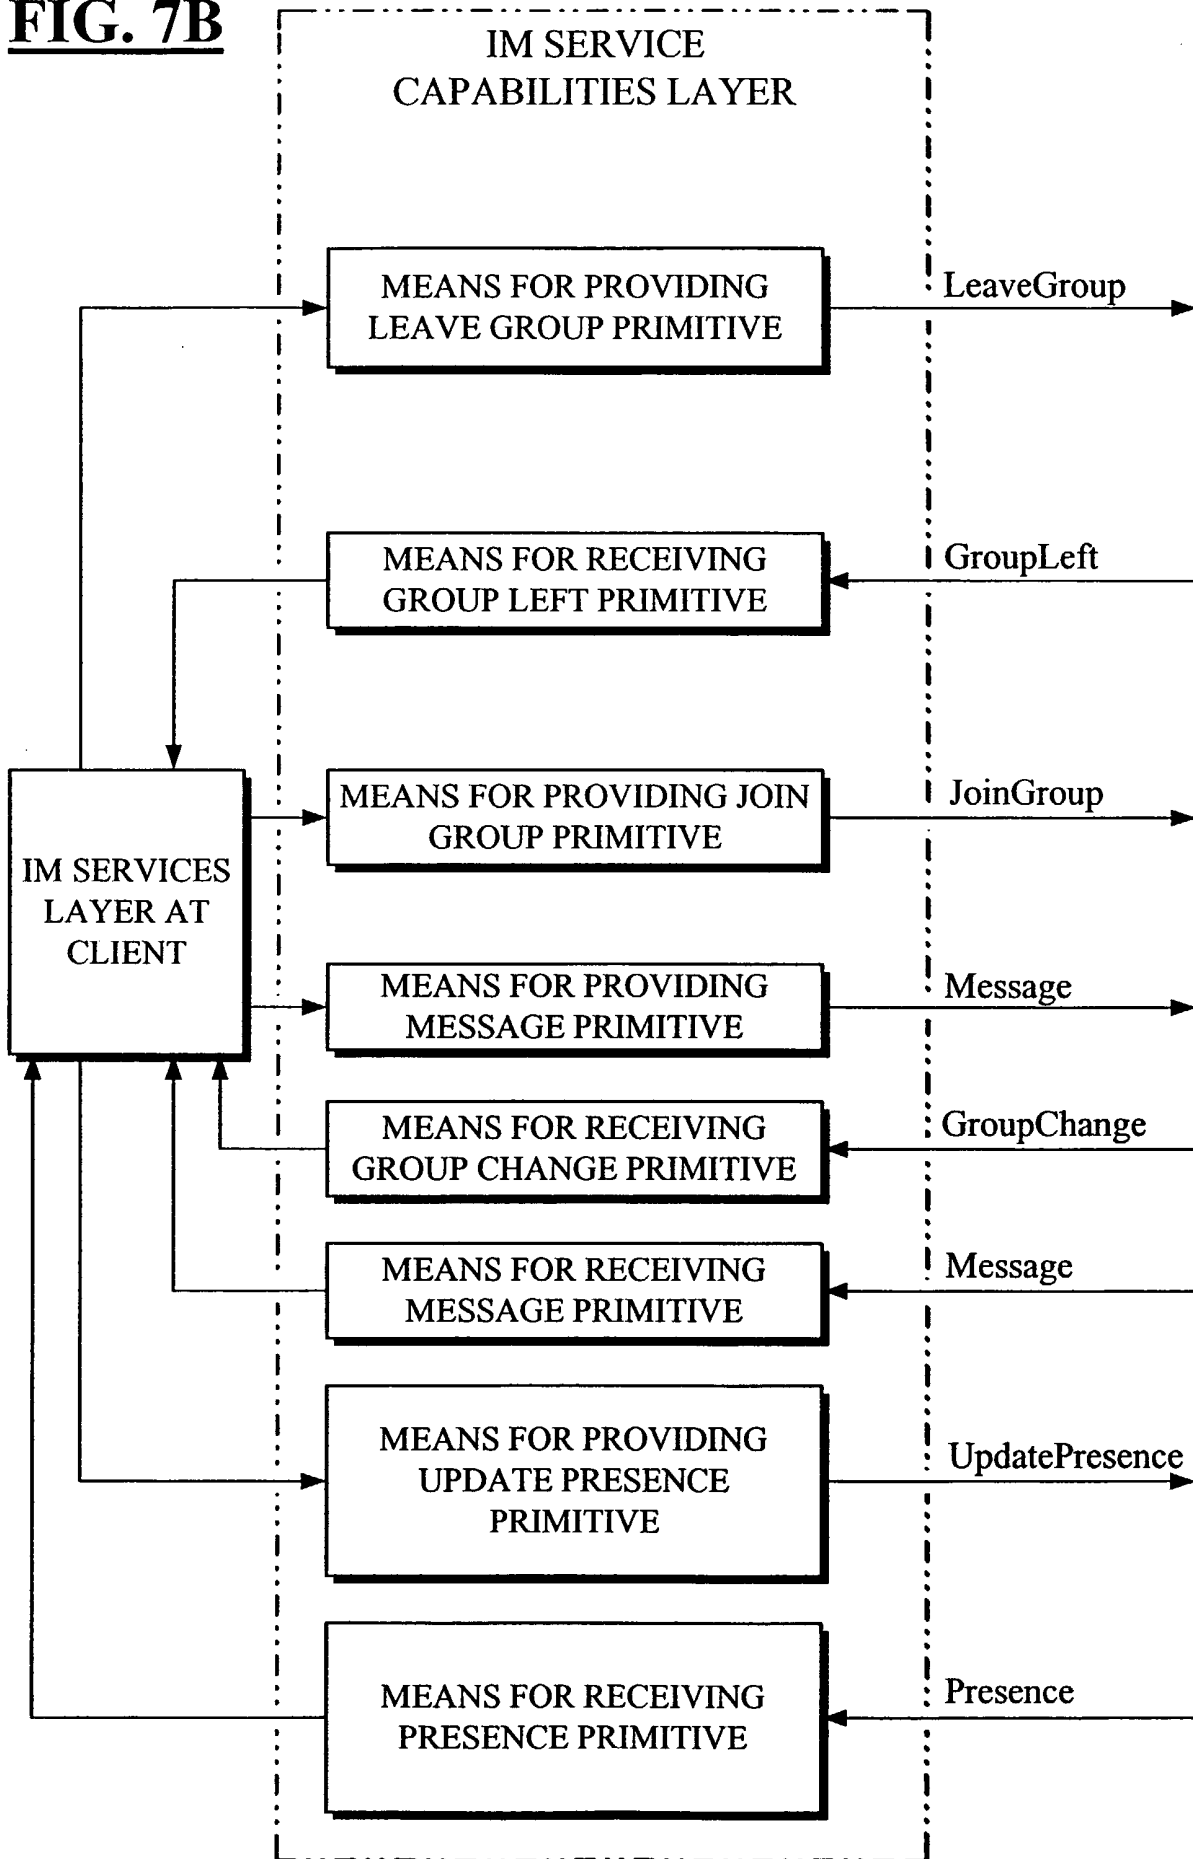 FIG. 7B
IM SERVICE
CAPABILITIES LAYER
MEANS FOR PROVIDING
LEAVE GROUP PRIMITIVE
LeaveGroup
MEANS FOR RECEIVING
GROUP LEFT PRIMITIVE
GroupLeft
IM SERVICES
LAYER AT
CLIENT
MEANS FOR PROVIDING JOIN
GROUP PRIMITIVE
JoinGroup
MEANS FOR PROVIDING
MESSAGE PRIMITIVE
Message
MEANS FOR RECEIVING
GROUP CHANGE PRIMITIVE
GroupChange
MEANS FOR RECEIVING
MESSAGE PRIMITIVE
Message
MEANS FOR PROVIDING
UPDATE PRESENCE
PRIMITIVE
UpdatePresence
MEANS FOR RECEIVING
PRESENCE PRIMITIVE
Presence